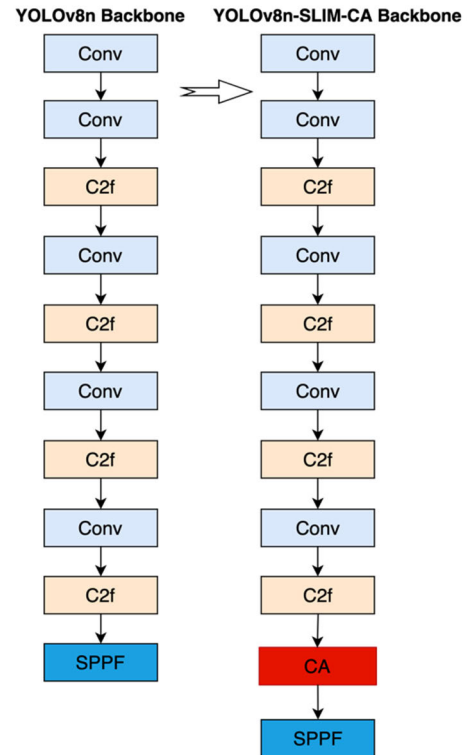 YOLOv8n Backbone
Conv
Conv
C2f
Conv
C2f
Conv
C2f
Conv
C2f
SPPF
YOLOv8n-SLIM-CA Backbone
Conv
Conv
C2f
Conv
C2f
Conv
C2f
Conv
C2f
CA
SPPF